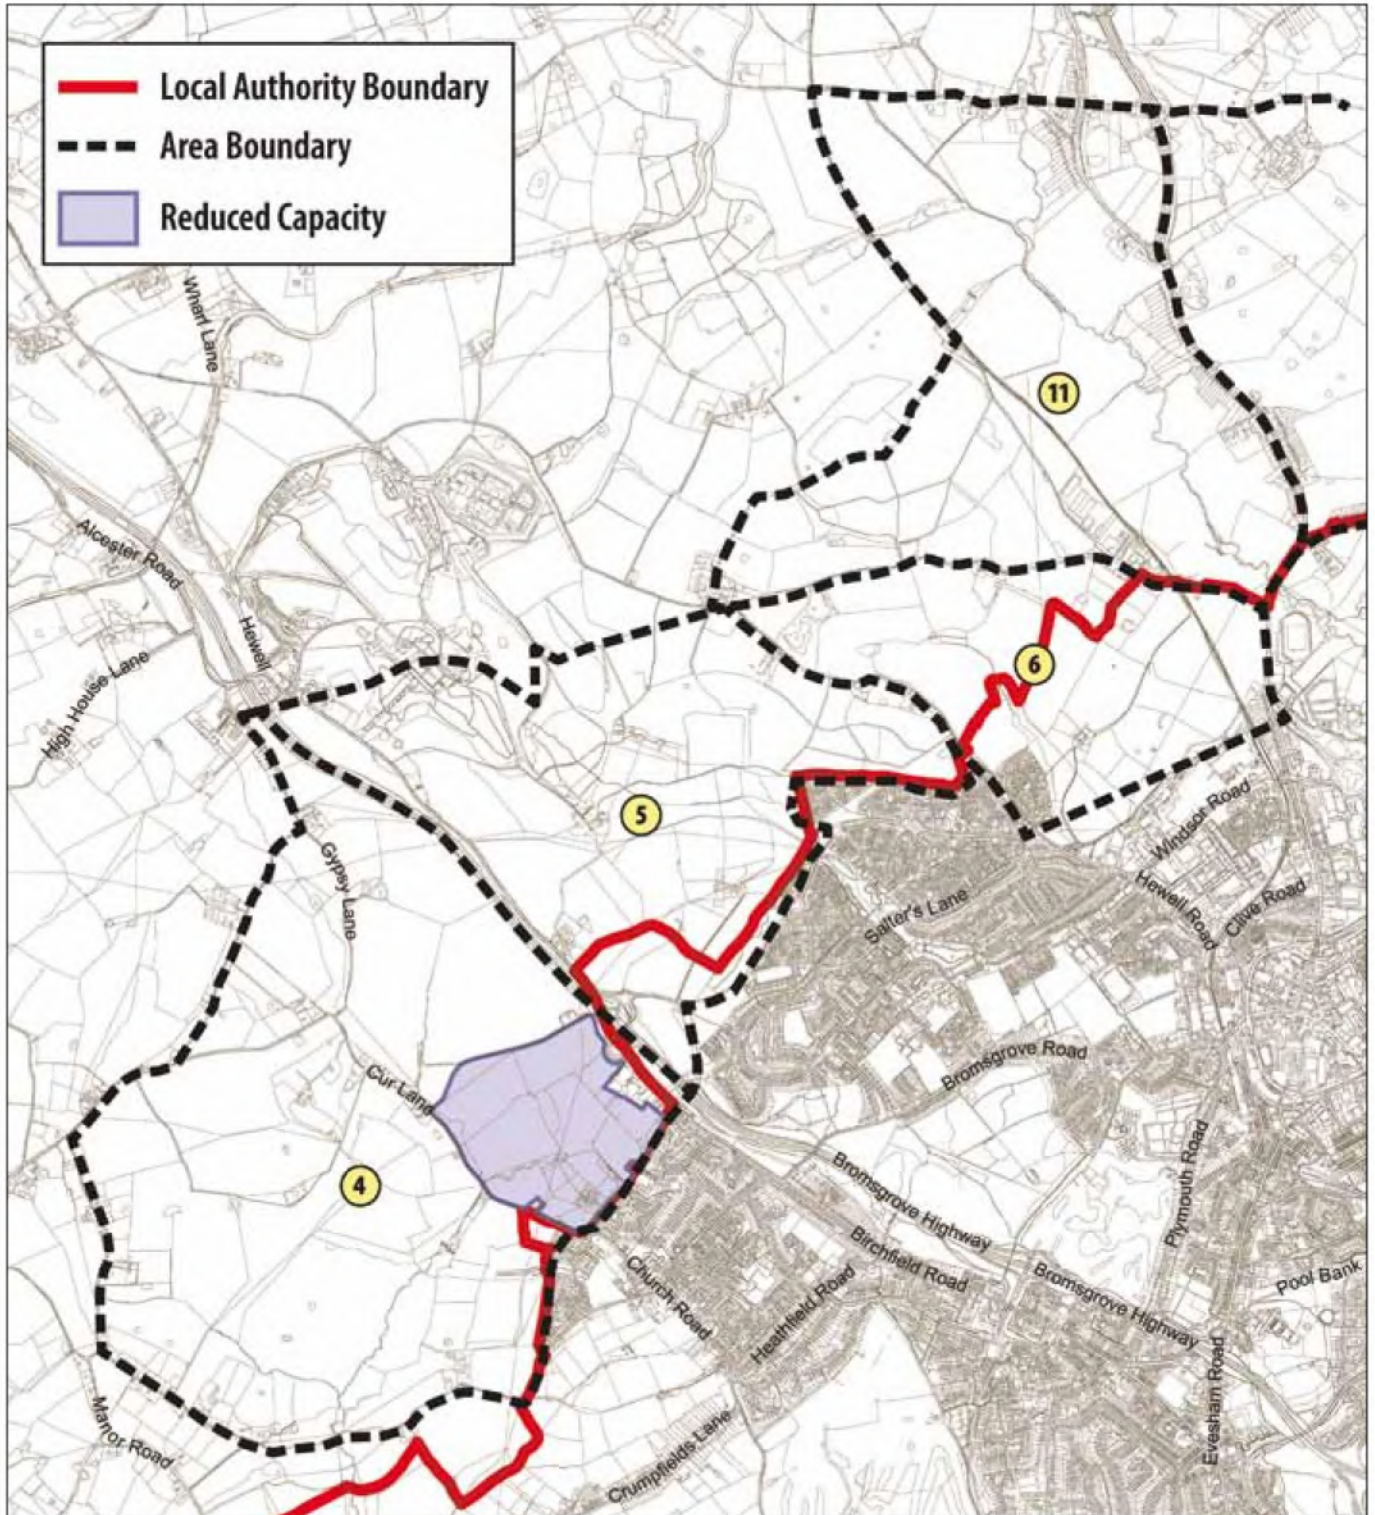 Local Authority Boundary
Area Boundary
Reduced Capacity
Wharf Lane
11
Alcester Road
Hewell
High House Lane
6
5
Windsor Road
Gypsy Lane
Salter's Lane
Hewell Road
Clive Road
Bromsgrove Road
Cur Lane
4
Plymouth Road
Bromsgrove Highway
Birchfield Road
Church Road
Heathfield Road
Bromsgrove Highway
Pool Bank
Evesham Road
Manor Road
Crumpfields Lane